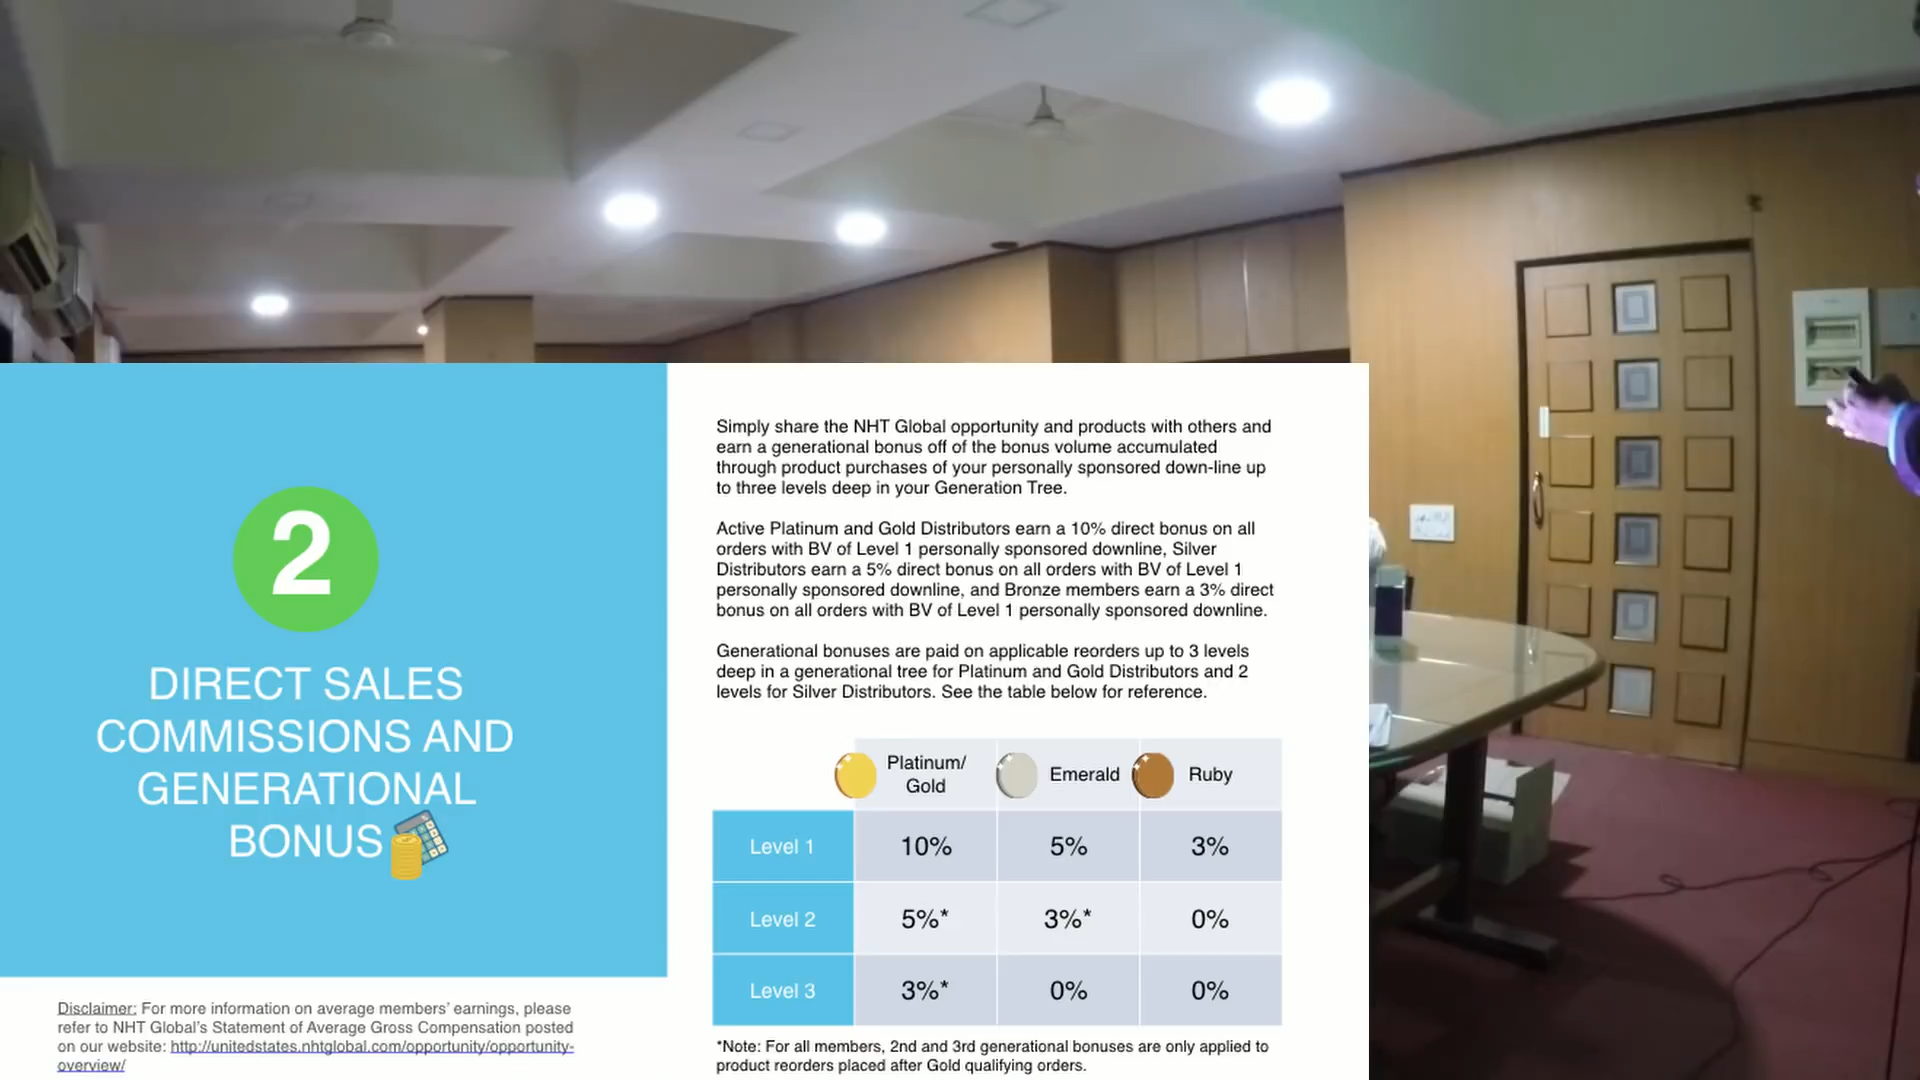 2
DIRECT SALES
COMMISSIONS AND
GENERATIONAL
BONUS
Disclaimer: For more information on average members’ earnings, please
refer to NHT Global’s Statement of Average Gross Compensation posted
on our website: http://unitedstates.nhtglobal.com/opportunity/opportunity-
overview/
Simply share the NHT Global opportunity and products with others and
earn a generational bonus off of the bonus volume accumulated
through product purchases of your personally sponsored down-line up
to three levels deep in your Generation Tree.
Active Platinum and Gold Distributors earn a 10% direct bonus on all
orders with BV of Level 1 personally sponsored downline, Silver
Distributors earn a 5% direct bonus on all orders with BV of Level 1
personally sponsored downline, and Bronze members earn a 3% direct
bonus on all orders with BV of Level 1 personally sponsored downline.
Generational bonuses are paid on applicable reorders up to 3 levels
deep in a generational tree for Platinum and Gold Distributors and 2
levels for Silver Distributors. See the table below for reference.
Platinum/
Gold Emerald Ruby
Level 1 10% 5% 3%
Level 2 5%* 3%* 0%
Level 3 3%* 0% 0%
*Note: For all members, 2nd and 3rd generational bonuses are only applied to
product reorders placed after Gold qualifying orders.